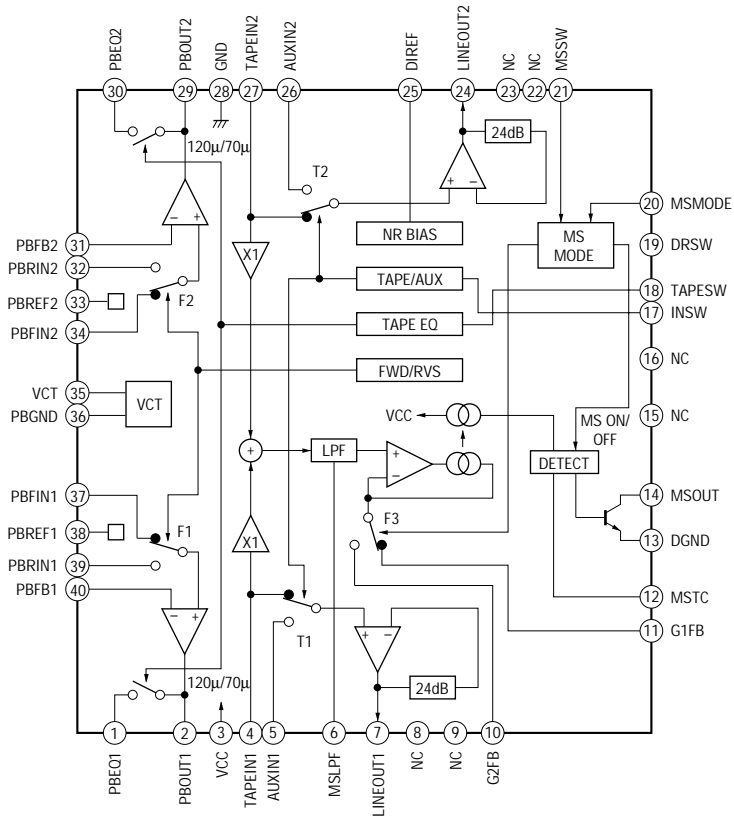 PBEQ2
PBOUT2
GND
TAPEIN2
AUXIN2
DIREF
LINEOUT2
NC
NC
MSSW
30
29
28
27
26
25
24
23
22
21
120μ/70μ
T2
24dB
+ −
− +
20 MSMODE
MS
MODE
19 DRSW
NR BIAS
X1
PBFB2 31
PBRIN2 32
PBREF2 33
PBFIN2 34
F2
TAPE/AUX
18 TAPESW
17 INSW
TAPE EQ
FWD/RVS
16 NC
VCT 35
PBGND 36
VCT
VCC
MS ON/
OFF
15 NC
+
LPF
+
−
DETECT
PBFIN1 37
PBREF1 38
PBRIN1 39
PBFB1 40
F1
X1
F3
14 MSOUT
13 DGND
12 MSTC
11 G1FB
− +
T1
+ −
120μ/70μ
24dB
1
2
3
4
5
6
7
8
9
10
PBEQ1
PBOUT1
VCC
TAPEIN1
AUXIN1
MSLPF
LINEOUT1
NC
NC
G2FB